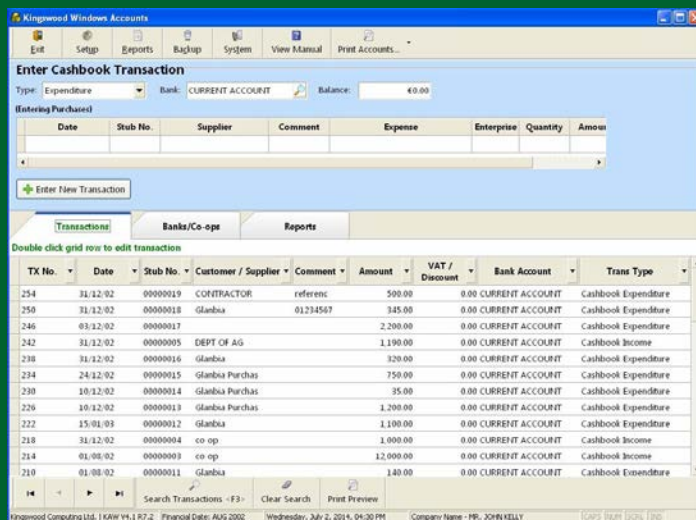 Kingswood Windows Accounts
Exit Setup Reports Backup System View Manual Print Accounts...
Enter Cashbook Transaction
Type: Expenditure Bank: CURRENT ACCOUNT Balance: €0.00
(Entering Purchases)
Date Stub No. Supplier Comment Expense Enterprise Quantity Amoun
Enter New Transaction
Transactions Banks/Co-ops Reports
Double click grid row to edit transaction
TX No. Date Stub No. Customer / Supplier Comment Amount VAT / Discount Bank Account Trans Type
254 31/12/02 00000019 CONTRACTOR referenc 500.00 0.00 CURRENT ACCOUNT Cashbook Expenditure
250 31/12/02 00000018 Glanbia 01234567 345.00 0.00 CURRENT ACCOUNT Cashbook Expenditure
246 03/12/02 00000017 2,200.00 0.00 CURRENT ACCOUNT Cashbook Expenditure
242 31/12/02 00000005 DEPT OF AG 1,190.00 0.00 CURRENT ACCOUNT Cashbook Income
238 31/12/02 00000016 Glanbia 320.00 0.00 CURRENT ACCOUNT Cashbook Expenditure
234 24/12/02 00000015 Glanbia Purchas 750.00 0.00 CURRENT ACCOUNT Cashbook Expenditure
230 10/12/02 00000014 Glanbia Purchas 35.00 0.00 CURRENT ACCOUNT Cashbook Expenditure
226 10/12/02 00000013 Glanbia Purchas 1,200.00 0.00 CURRENT ACCOUNT Cashbook Expenditure
222 15/01/03 00000012 Glanbia 1,100.00 0.00 CURRENT ACCOUNT Cashbook Expenditure
218 31/12/02 00000004 co op 1,000.00 0.00 CURRENT ACCOUNT Cashbook Income
214 01/08/02 00000003 co op 12,000.00 0.00 CURRENT ACCOUNT Cashbook Income
210 01/08/02 00000011 Glanbia 140.00 0.00 CURRENT ACCOUNT Cashbook Expenditure
Search Transactions <F3> Clear Search Print Preview
Kingswood Computing Ltd. | KAW V4.1 R7.2 Financial Date: AUG 2002 Wednesday, July 2, 2014, 04:30 PM Company Name - MR. JOHN KELLY CAPS NUM SCRL INS